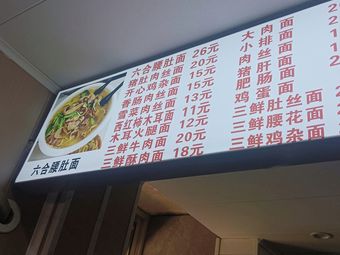 六合腰肚面 26元
猪肚肉丝面 20元
开心鸡杂面 15元
香肠肉丝面 15元
雪菜肉丝面 13元
西红柿木耳面 11元
木耳火腿面 12元
三鲜牛肉面 20元
三鲜酥肉面 18元
大肉面
小排面
肉丝面
猪肝面
肥肠面
鸡蛋面
三鲜肚丝面
三鲜腰花面
三鲜鸡杂面
六合腰肚面